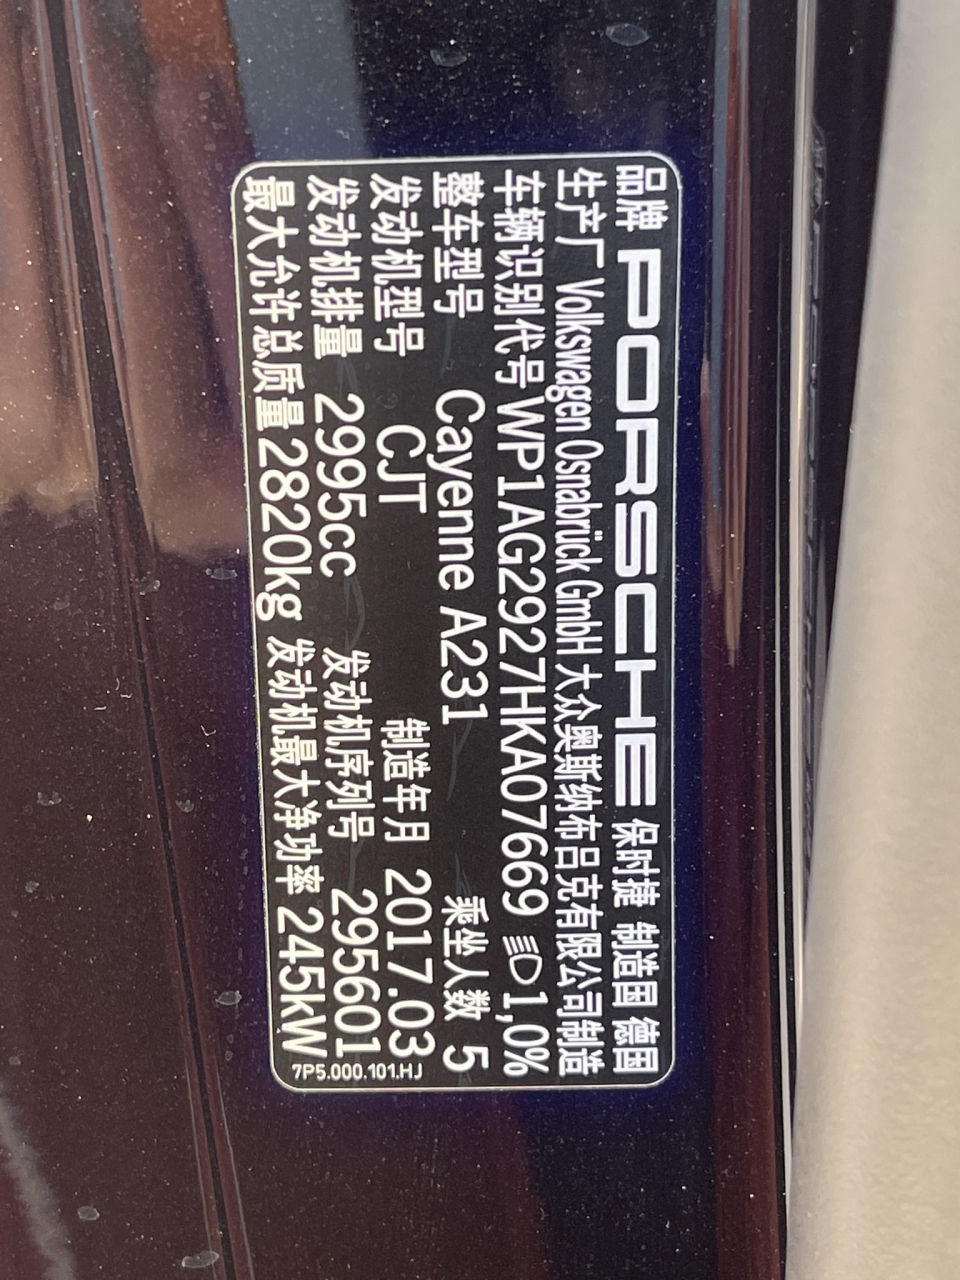 品牌 PORSCHE 保时捷 制造国 德国
生产厂 Volkswagen Osnabrück GmbH 大众奥斯纳布吕克有限公司制造
车辆识别代号 WP1AG2927HKA07669 1,0%
整车型号 Cayenne A231 乘坐人数 5
发动机型号 CJT 制造年月 2017.03
发动机排量 2995cc 发动机序列号 295601
最大允许总质量 2820kg 发动机最大净功率 245kW
7P5.000.101.HJ